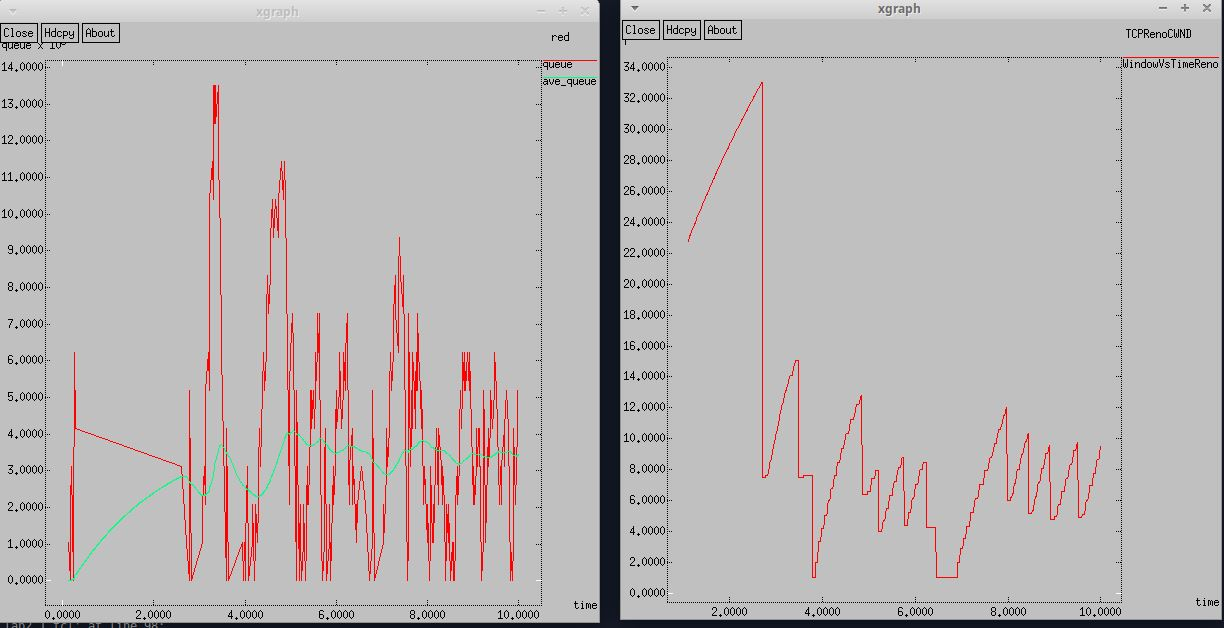 xgraph
Close Hdcpy About
queue x 10³
red
queue
ave_queue
14.0000
13.0000
12.0000
11.0000
10.0000
9.0000
8.0000
7.0000
6.0000
5.0000
4.0000
3.0000
2.0000
1.0000
0.0000
time
0.0000 2.0000 4.0000 6.0000 8.0000 10.0000
xgraph
Close Hdcpy About
TCPRenoCWND
WindowVsTimeReno
34.0000
32.0000
30.0000
28.0000
26.0000
24.0000
22.0000
20.0000
18.0000
16.0000
14.0000
12.0000
10.0000
8.0000
6.0000
4.0000
2.0000
0.0000
time
2.0000 4.0000 6.0000 8.0000 10.0000